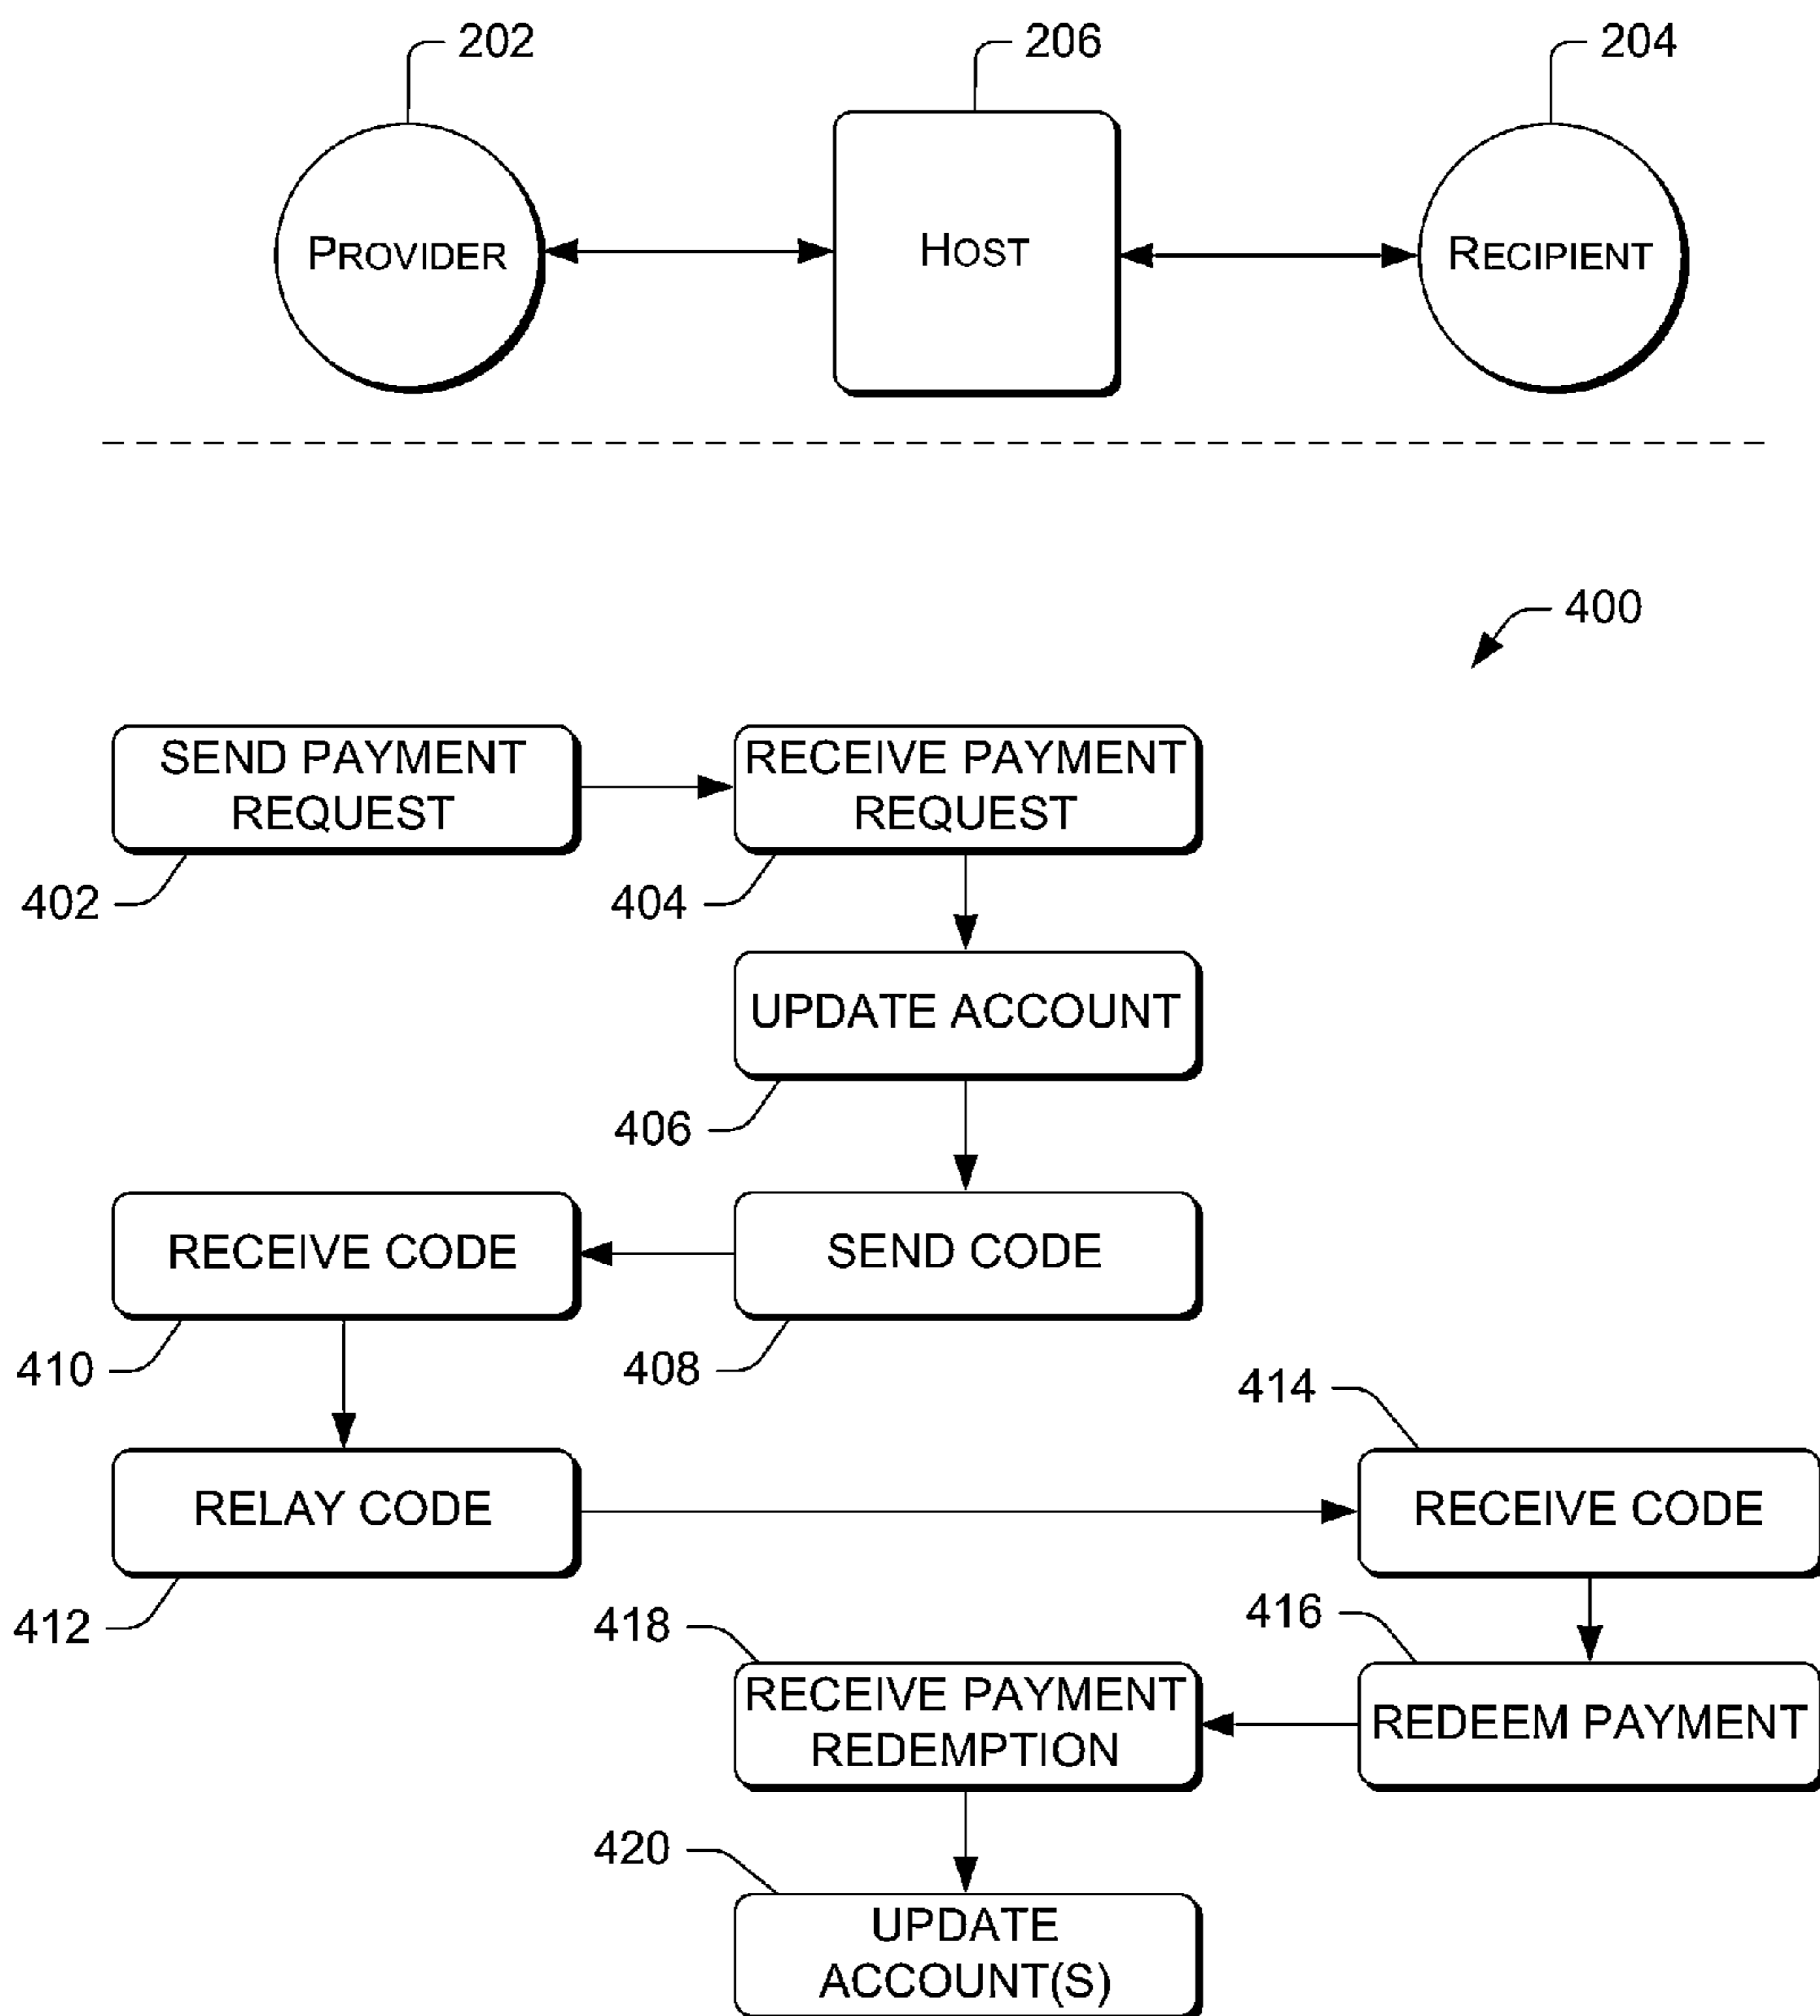 202
206
204
PROVIDER
HOST
RECIPIENT
400
SEND PAYMENT
REQUEST
RECEIVE PAYMENT
REQUEST
402
404
UPDATE ACCOUNT
406
RECEIVE CODE
SEND CODE
410
408
414
RELAY CODE
RECEIVE CODE
412
418
416
RECEIVE PAYMENT
REDEMPTION
REDEEM PAYMENT
420
UPDATE
ACCOUNT(S)